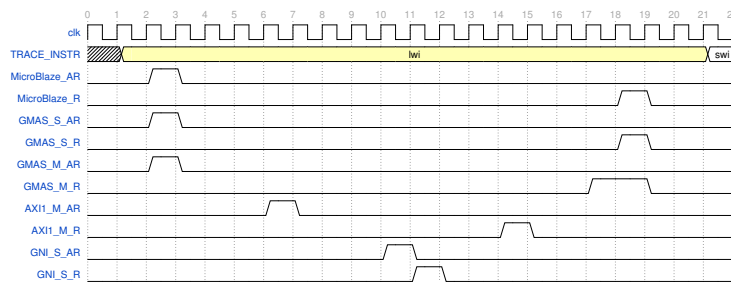 0 1 2 3 4 5 6 7 8 9 10 11 12 13 14 15 16 17 18 19 20 21 2
clk
TRACE_INSTR lwi swi
MicroBlaze_AR
MicroBlaze_R
GMAS_S_AR
GMAS_S_R
GMAS_M_AR
GMAS_M_R
AXI1_M_AR
AXI1_M_R
GNI_S_AR
GNI_S_R